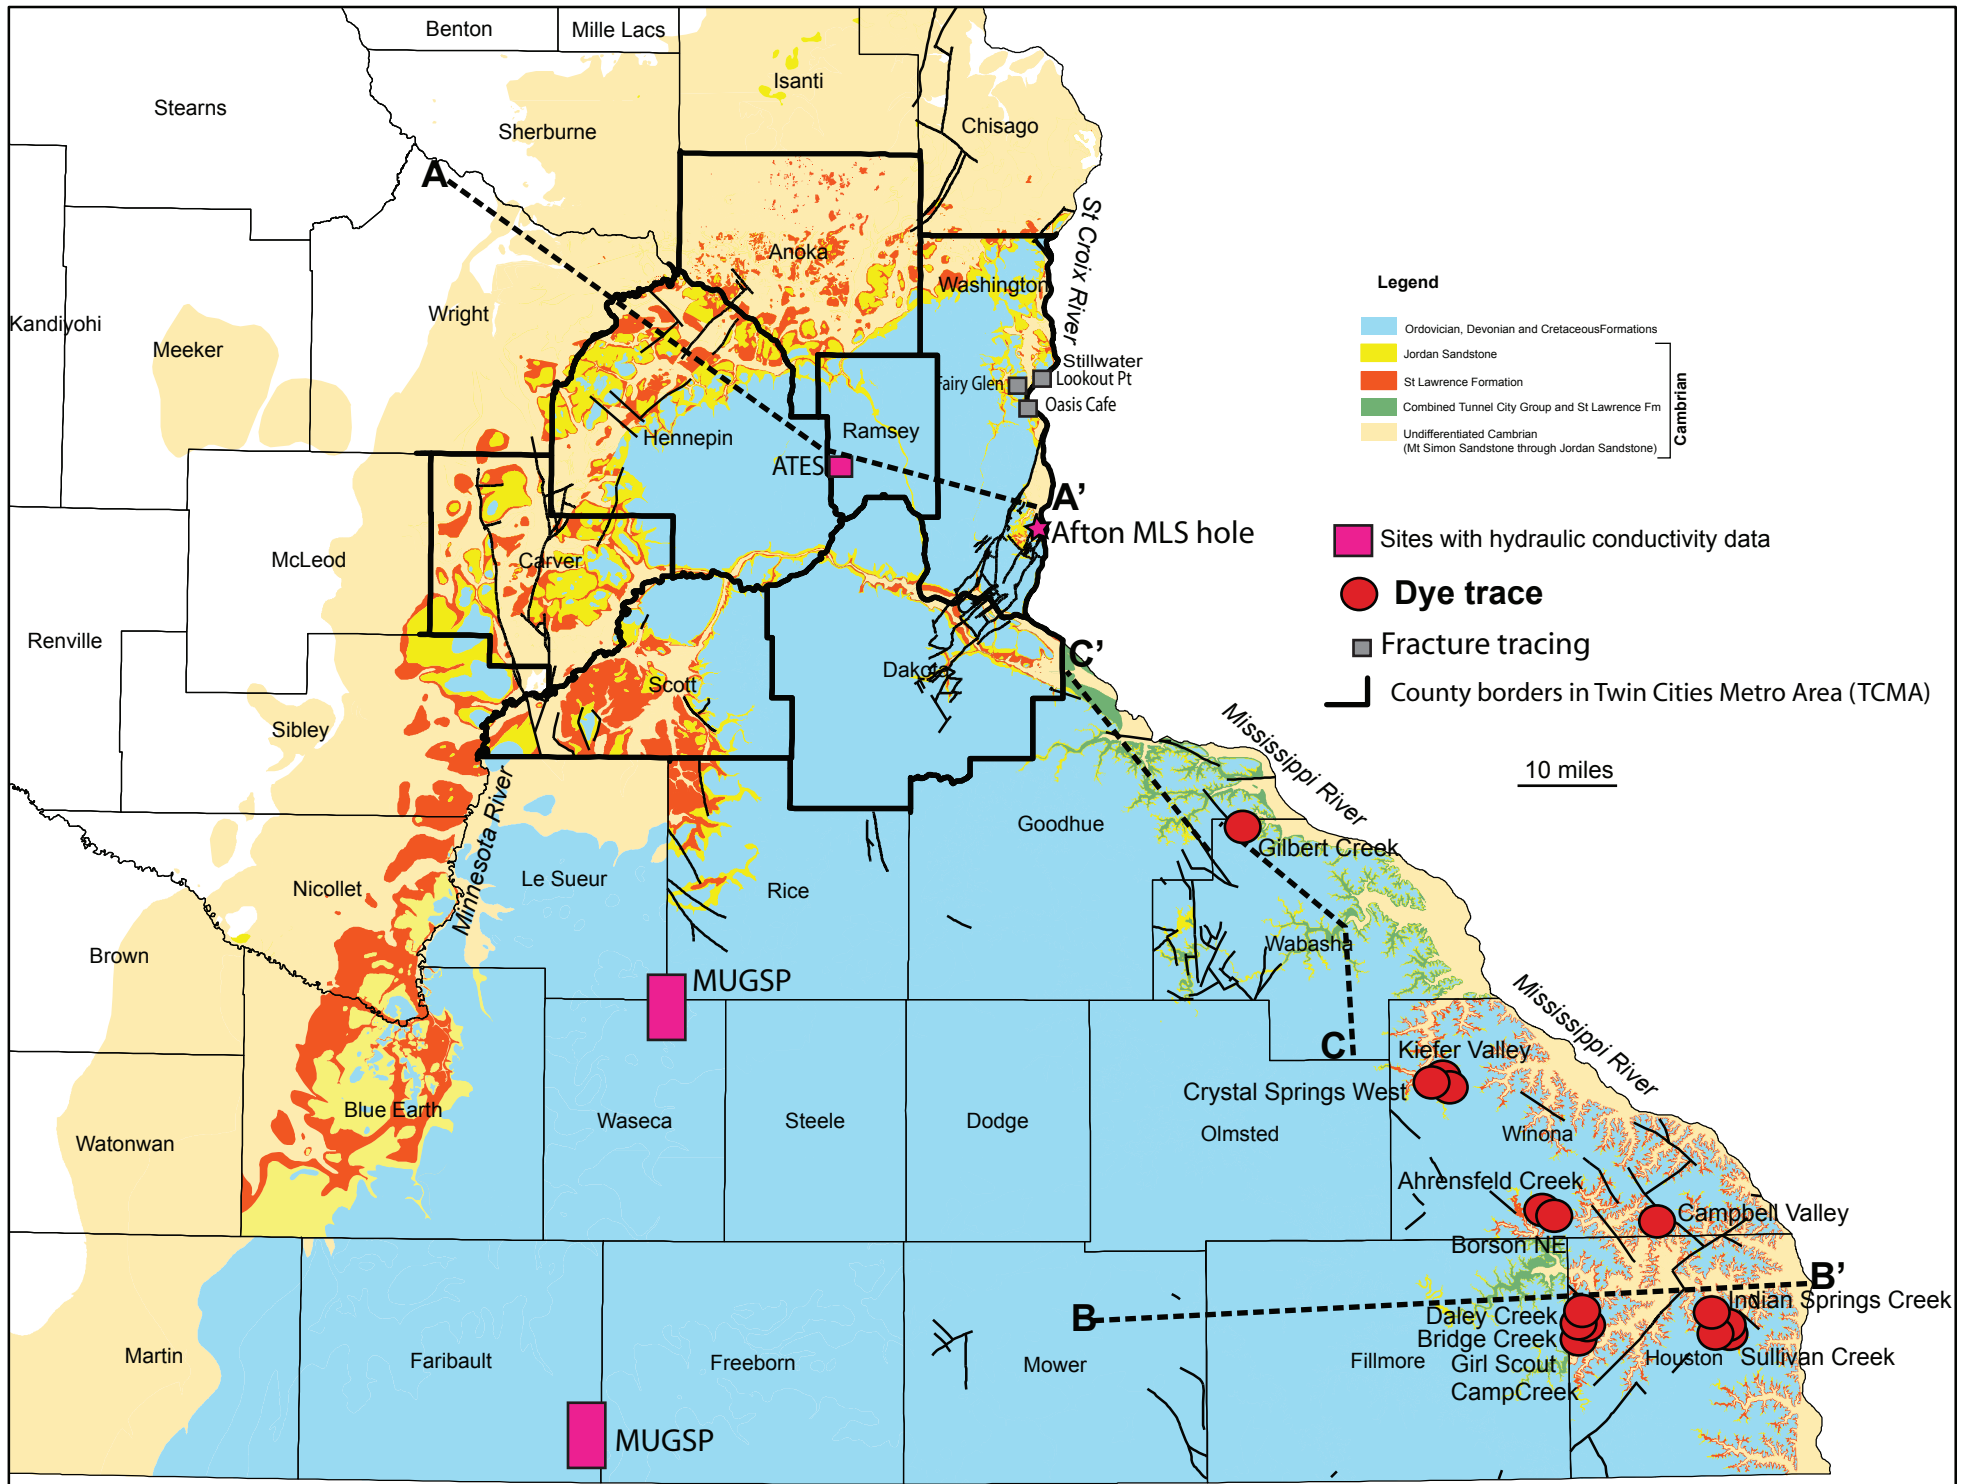 Benton
Mille Lacs
Isanti
Stearns
Sherburne
Chisago
A
St Croix River
Anoka
Washington
Kandiyohi
Meeker
Wright
Stillwater
Fairy Glen
Lookout Pt
Oasis Cafe
Hennepin
Ramsey
ATES
A'
Afton MLS hole
McLeod
Carver
Renville
C'
Dakota
Scott
Sibley
Mississippi River
Minnesota River
Goodhue
Gilbert Creek
Le Sueur
Rice
Nicollet
Brown
Wabasha
MUGSP
Mississippi River
C
Kiefer Valley
Crystal Springs West
Blue Earth
Waseca
Steele
Dodge
Olmsted
Winona
Watonwan
Ahrensfeld Creek
Campbell Valley
Borson NE
B
B'
Indian Springs Creek
Daley Creek
Bridge Creek
Girl Scout
CampCreek
Houston
Sullivan Creek
Martin
Faribault
Freeborn
Mower
Fillmore
MUGSP
Legend
Ordovician, Devonian and CretaceousFormations
Jordan Sandstone
St Lawrence Formation
Combined Tunnel City Group and St Lawrence Fm
Undifferentiated Cambrian
(Mt Simon Sandstone through Jordan Sandstone)
Cambrian
Sites with hydraulic conductivity data
Dye trace
Fracture tracing
County borders in Twin Cities Metro Area (TCMA)
10 miles